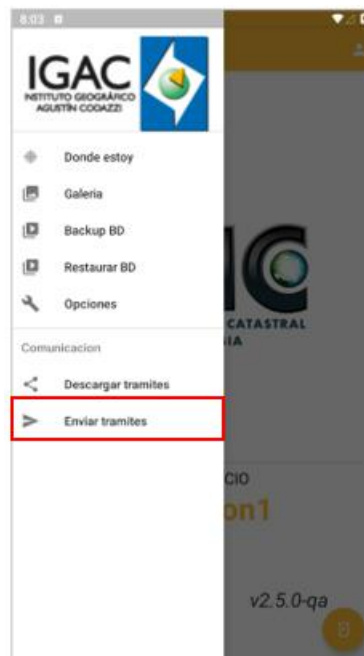 8:03
IGAC
INSTITUTO GEOGRÁFICO
AGUSTÍN CODAZZI
Donde estoy
Galeria
Backup BD
Restaurar BD
Opciones
CATASTRAL
IA
Comunicacion
Descargar tramites
Enviar tramites
CIO
on1
v2.5.0-qa